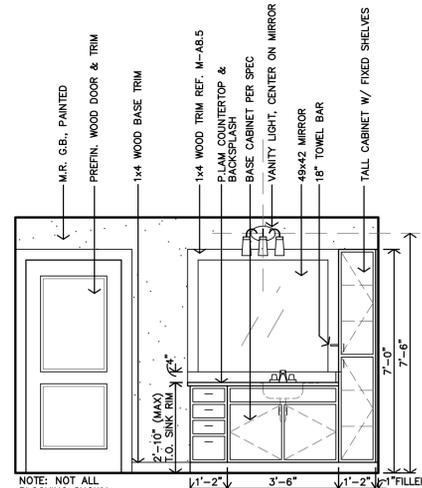 M.R. G.B., PAINTED
PREFIN. WOOD DOOR & TRIM
1x4 WOOD BASE TRIM
1x4 WOOD TRIM REF. M-A8.5
P.LAM COUNTERTOP &
BACKSPLASH
BASE CABINET PER SPEC
VANITY LIGHT, CENTER ON MIRROR
49x42 MIRROR
18" TOWEL BAR
TALL CABINET W/ FIXED SHELVES
4"
2'-10" (MAX)
T.O. SINK RIM
7'-0"
7'-6"
NOTE: NOT ALL
1'-2"
3'-6"
1'-2"
1"FILLER